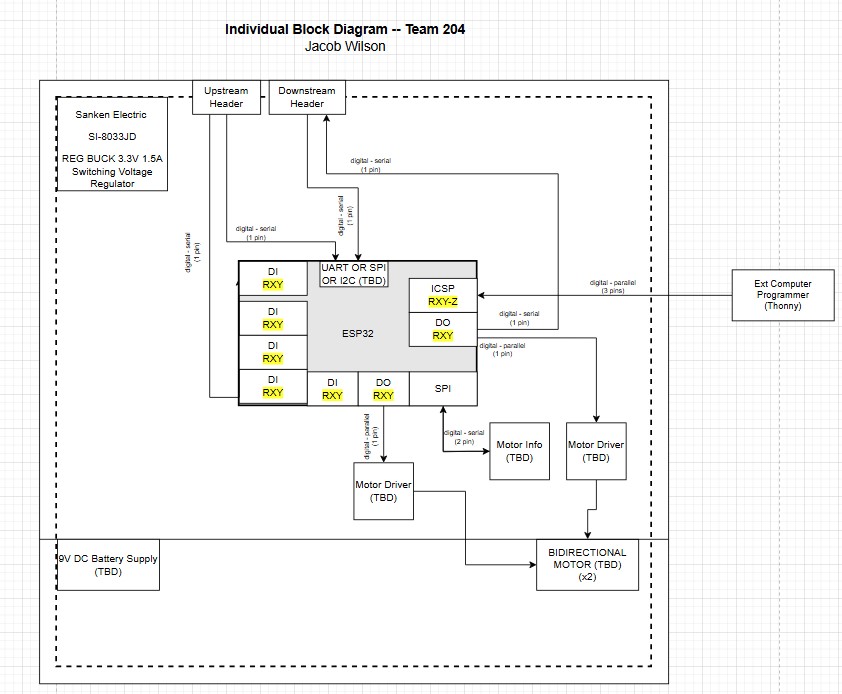 Individual Block Diagram -- Team 204
Jacob Wilson
Upstream
Header
Downstream
Header
Sanken Electric
SI-8033JD
REG BUCK 3.3V 1.5A
Switching Voltage
Regulator
digital - serial
(1 pin)
digital - serial
(1 pin)
digital - serial
(1 pin)
digital - serial
(1 pin)
DI
RXY
UART OR SPI
OR I2C (TBD)
ICSP
RXY-Z
digital - parallel
(3 pins)
Ext Computer
Programmer
(Thonny)
DI
RXY
ESP32
DO
RXY
digital - serial
(1 pin)
digital - parallel
(1 pin)
DI
RXY
DI
RXY
DI
RXY
DO
RXY
SPI
digital - parallel
(1 pin)
digital - serial
(2 pin)
Motor Info
(TBD)
Motor Driver
(TBD)
Motor Driver
(TBD)
9V DC Battery Supply
(TBD)
BIDIRECTIONAL
MOTOR (TBD)
(x2)